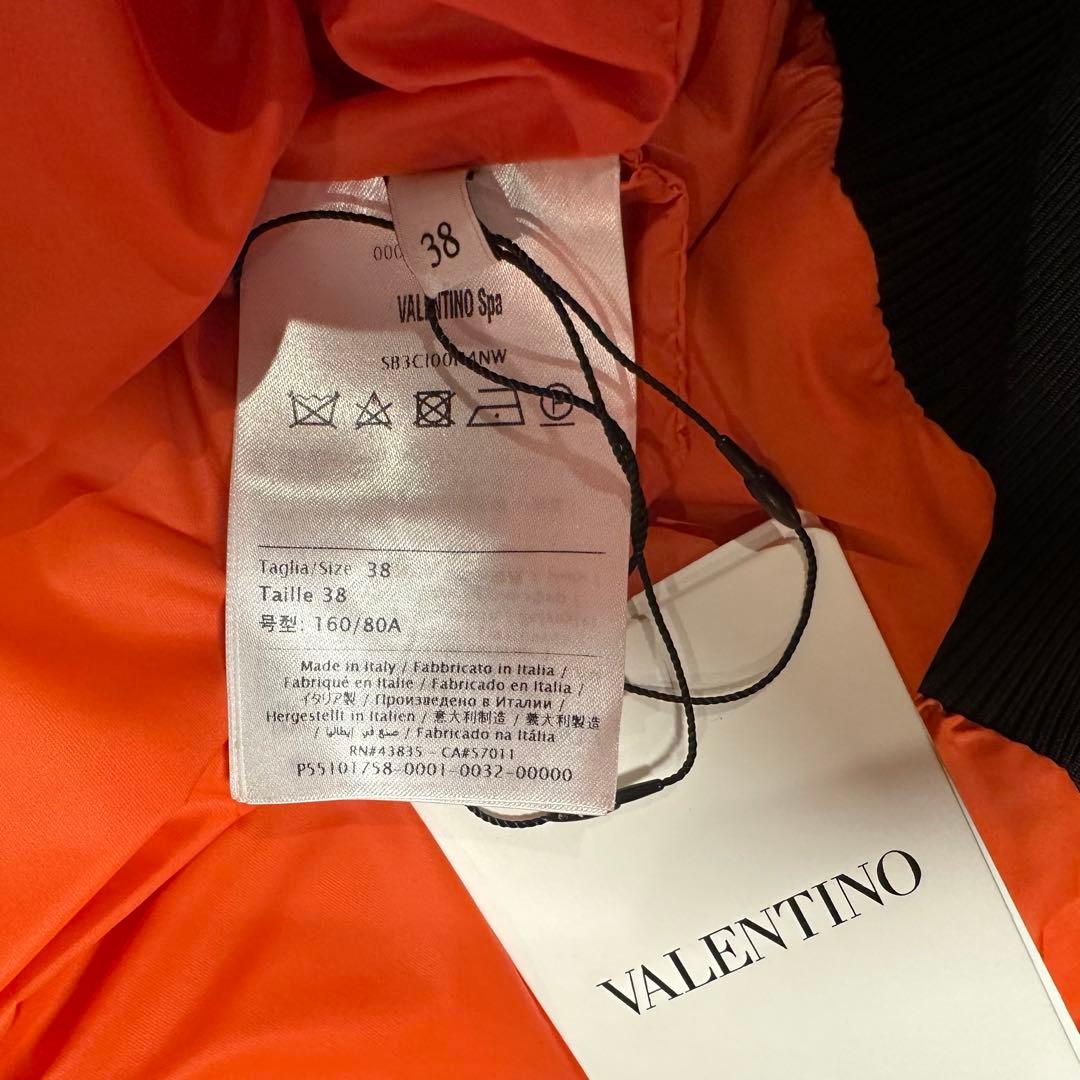 38
000
VALENTINO Spa
SB3CI00
4NW
P
Taglia/Size 38
Taille 38
号型: 160/80A
Made in Italy / Fabbricato in Italia /
Fabriqué en Italie / Fabricado en Italia /
イタリア製 / Произведено в Италии /
Hergestellt in Italien / 意大利制造 / 義大利製造
/ صنع في إيطاليا / Fabricado na Itália
RN#43835 - CA#57011
P55101758-0001-0032-00000
VALENTINO